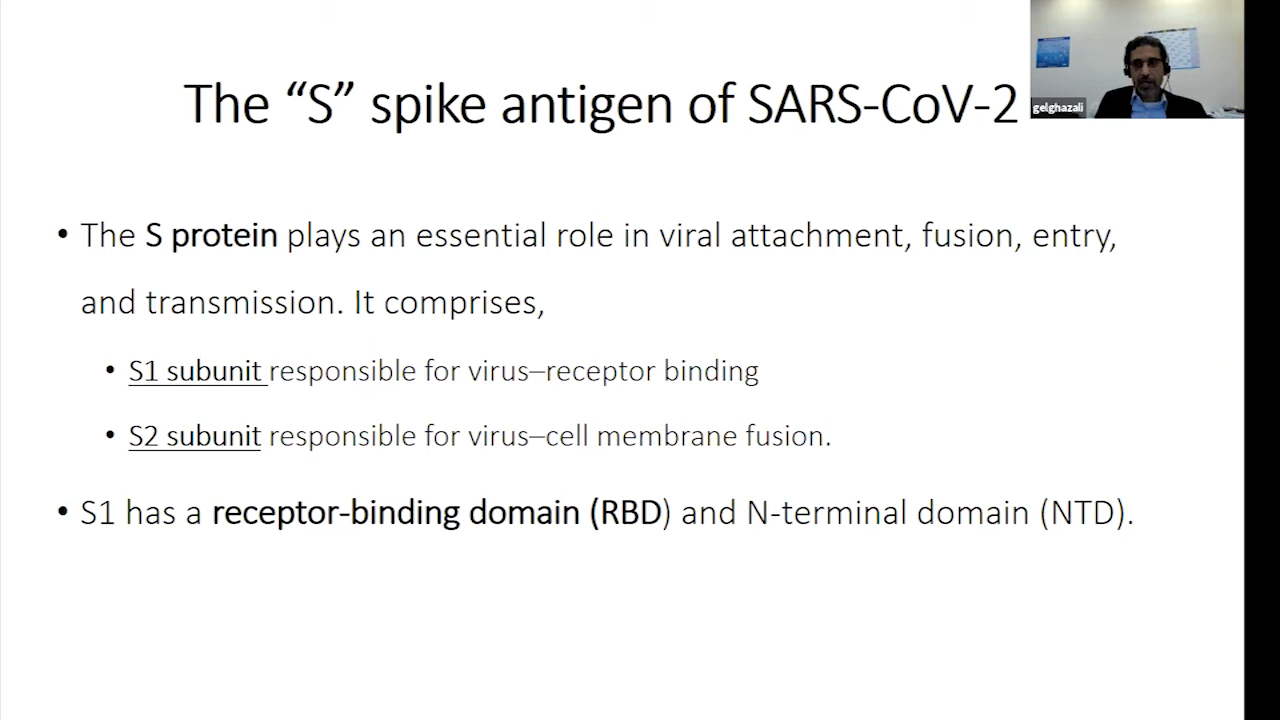 The “S” spike antigen of SARS-CoV-2
gelghazali
• The S protein plays an essential role in viral attachment, fusion, entry,
and transmission. It comprises,
• S1 subunit responsible for virus–receptor binding
• S2 subunit responsible for virus–cell membrane fusion.
• S1 has a receptor-binding domain (RBD) and N-terminal domain (NTD).